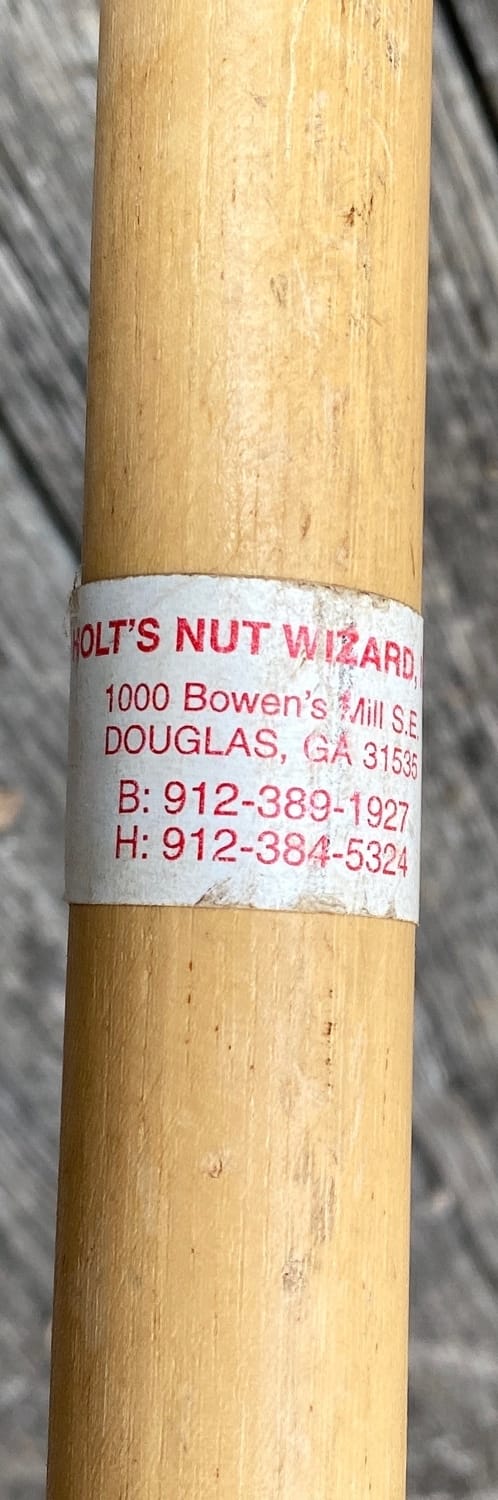 HOLT'S NUT WIZARD,
1000 Bowen's Mill S.E.
DOUGLAS, GA 31535
B: 912-389-1927
H: 912-384-5324